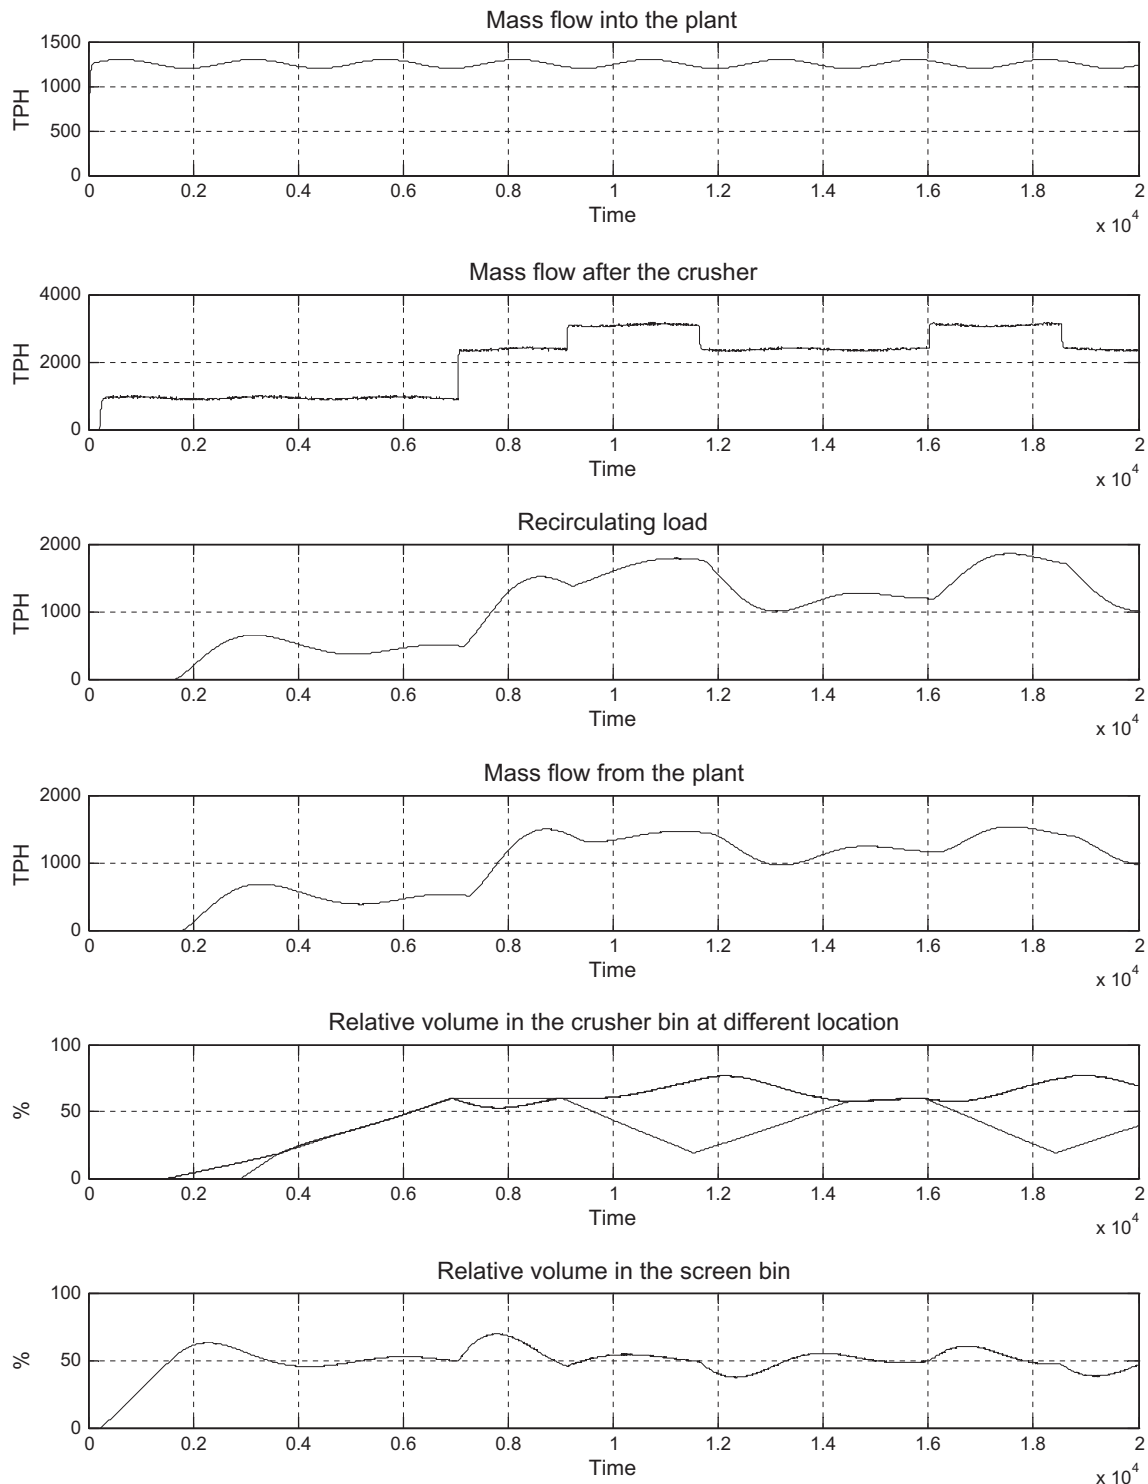 Mass flow into the plant
1500
1000
500
0
TPH
0 0.2 0.4 0.6 0.8 1 1.2 1.4 1.6 1.8 2
Time
x 10^4
Mass flow after the crusher
4000
2000
0
TPH
0 0.2 0.4 0.6 0.8 1 1.2 1.4 1.6 1.8 2
Time
x 10^4
Recirculating load
2000
1000
0
TPH
0 0.2 0.4 0.6 0.8 1 1.2 1.4 1.6 1.8 2
Time
x 10^4
Mass flow from the plant
2000
1000
0
TPH
0 0.2 0.4 0.6 0.8 1 1.2 1.4 1.6 1.8 2
Time
x 10^4
Relative volume in the crusher bin at different location
100
50
0
%
0 0.2 0.4 0.6 0.8 1 1.2 1.4 1.6 1.8 2
Time
x 10^4
Relative volume in the screen bin
100
50
0
%
0 0.2 0.4 0.6 0.8 1 1.2 1.4 1.6 1.8 2
Time
x 10^4